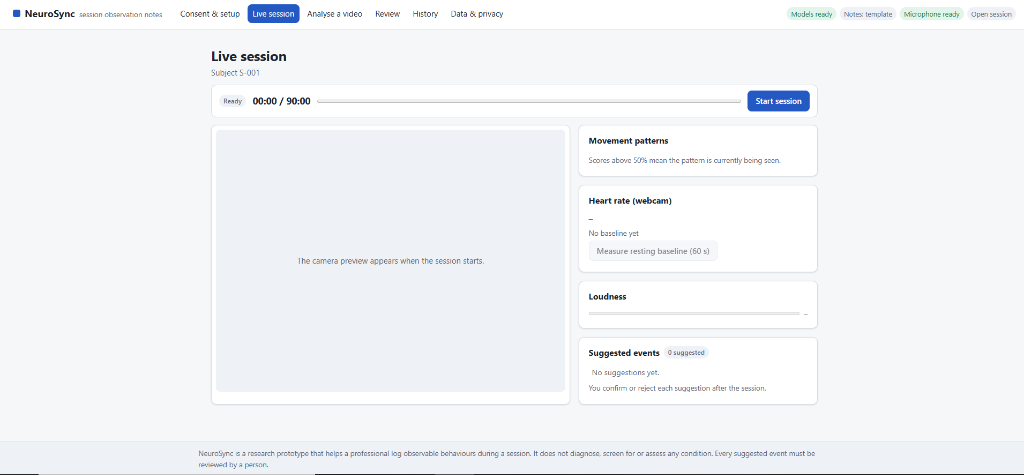 NeuroSync session observation notes
Consent & setup
Live session
Analyse a video
Review
History
Data & privacy
Models ready
Notes: template
Microphone ready
Open session
Live session
Subject S-001
Ready
00:00 / 90:00
Start session
The camera preview appears when the session starts.
Movement patterns
Scores above 50% mean the pattern is currently being seen.
Heart rate (webcam)
–
No baseline yet
Measure resting baseline (60 s)
Loudness
–
Suggested events
0 suggested
No suggestions yet.
You confirm or reject each suggestion after the session.
NeuroSync is a research prototype that helps a professional log observable behaviours during a session. It does not diagnose, screen for or assess any condition. Every suggested event must be
reviewed by a person.